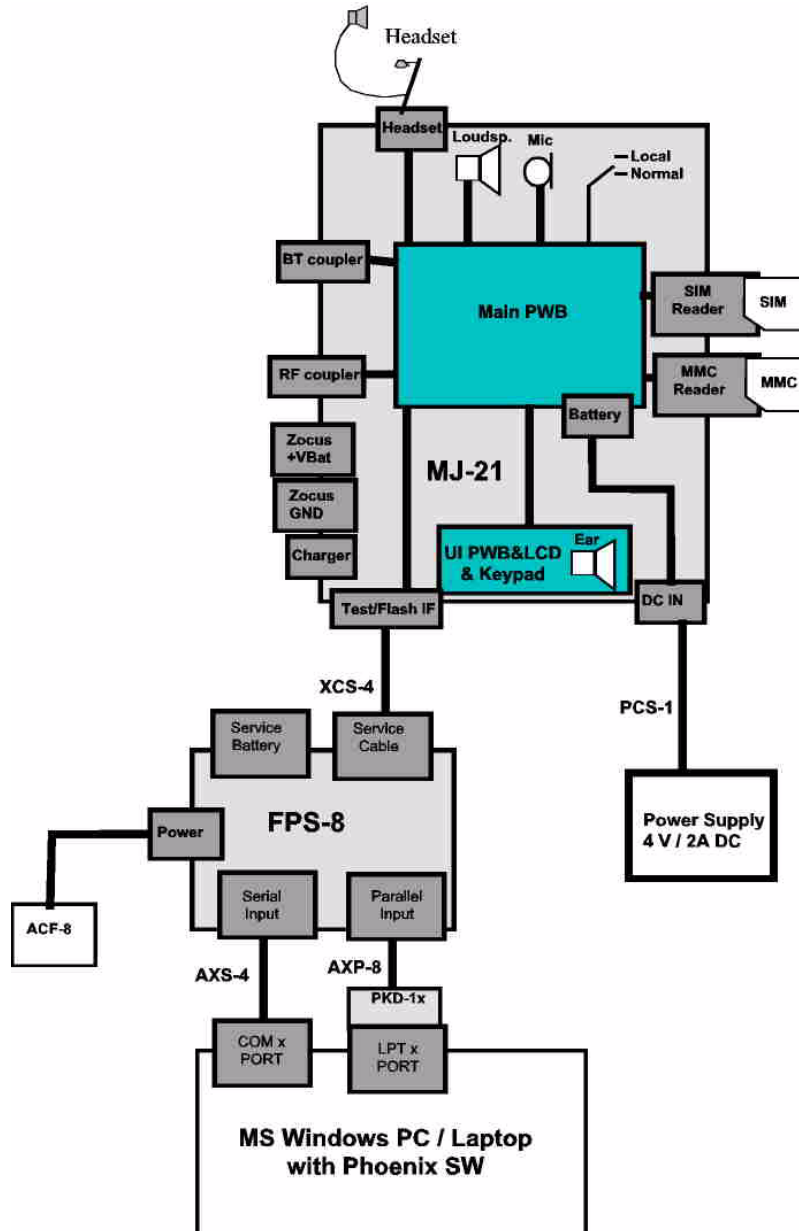 Headset
Headset
Loudsp.
Mic
Local
Normal
BT coupler
Main PWB
SIM
Reader
SIM
RF coupler
MMC
Reader
MMC
Battery
Zocus
+VBat
MJ-21
Zocus
GND
Charger
Ear
UI PWB&LCD
& Keypad
Test/Flash IF
DC IN
XCS-4
PCS-1
Service
Battery
Service
Cable
FPS-8
Power
Power Supply
4 V / 2A DC
Serial
Input
Parallel
Input
ACF-8
AXS-4
AXP-8
PKD-1x
COM x
PORT
LPT x
PORT
MS Windows PC / Laptop
with Phoenix SW